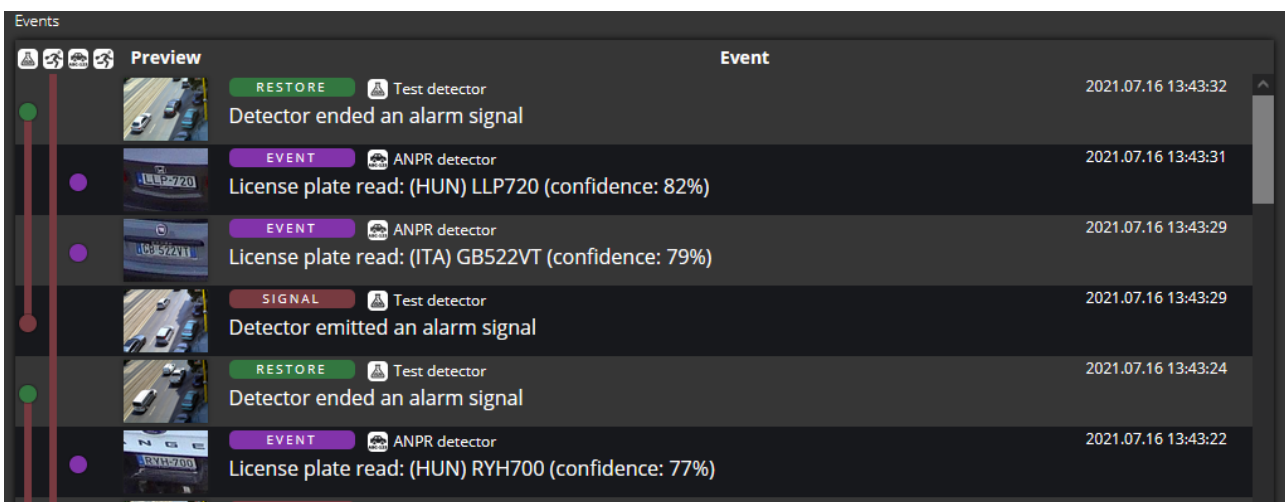 Events
Preview Event
RESTORE Test detector 2021.07.16 13:43:32
Detector ended an alarm signal
LLP-720
EVENT ANPR detector 2021.07.16 13:43:31
License plate read: (HUN) LLP720 (confidence: 82%)
GB 522VT
EVENT ANPR detector 2021.07.16 13:43:29
License plate read: (ITA) GB522VT (confidence: 79%)
SIGNAL Test detector 2021.07.16 13:43:29
Detector emitted an alarm signal
RESTORE Test detector 2021.07.16 13:43:24
Detector ended an alarm signal
N G E
RYH-700
EVENT ANPR detector 2021.07.16 13:43:22
License plate read: (HUN) RYH700 (confidence: 77%)